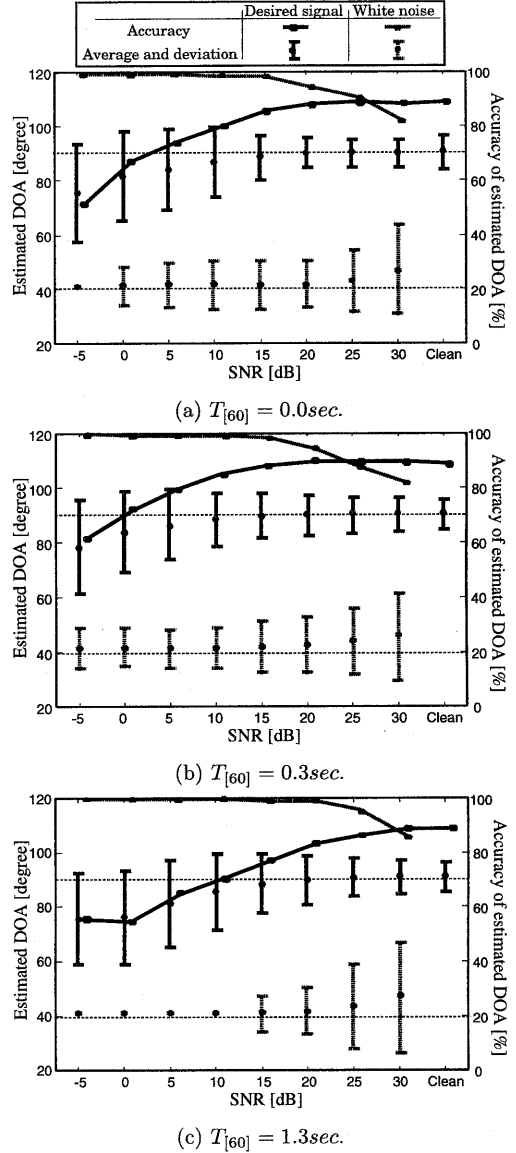 Desired signal White noise
Accuracy
Average and deviation
120 100
100 80
80 60
60 40
40 20
20 0
Estimated DOA [degree]
Accuracy of estimated DOA [%]
-5 0 5 10 15 20 25 30 Clean
SNR [dB]
(a) T[60] = 0.0sec.
120 100
100 80
80 60
60 40
40 20
20 0
Estimated DOA [degree]
Accuracy of estimated DOA [%]
-5 0 5 10 15 20 25 30 Clean
SNR [dB]
(b) T[60] = 0.3sec.
120 100
100 80
80 60
60 40
40 20
20 0
Estimated DOA [degree]
Accuracy of estimated DOA [%]
-5 0 5 10 15 20 25 30 Clean
SNR [dB]
(c) T[60] = 1.3sec.